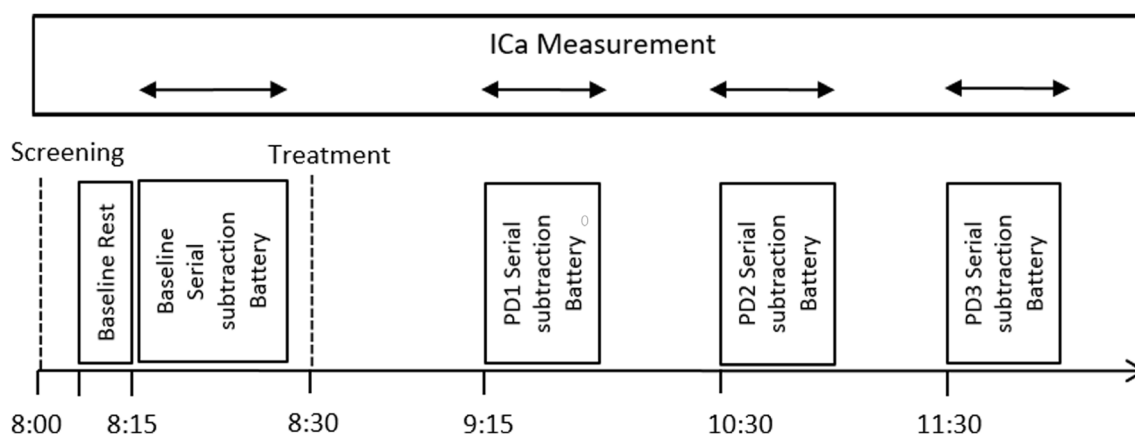 ICa Measurement
Screening
Treatment
Baseline Rest
Baseline
Serial
subtraction
Battery
PD1 Serial
subtraction
Battery
PD2 Serial
subtraction
Battery
PD3 Serial
subtraction
Battery
8:00
8:15
8:30
9:15
10:30
11:30